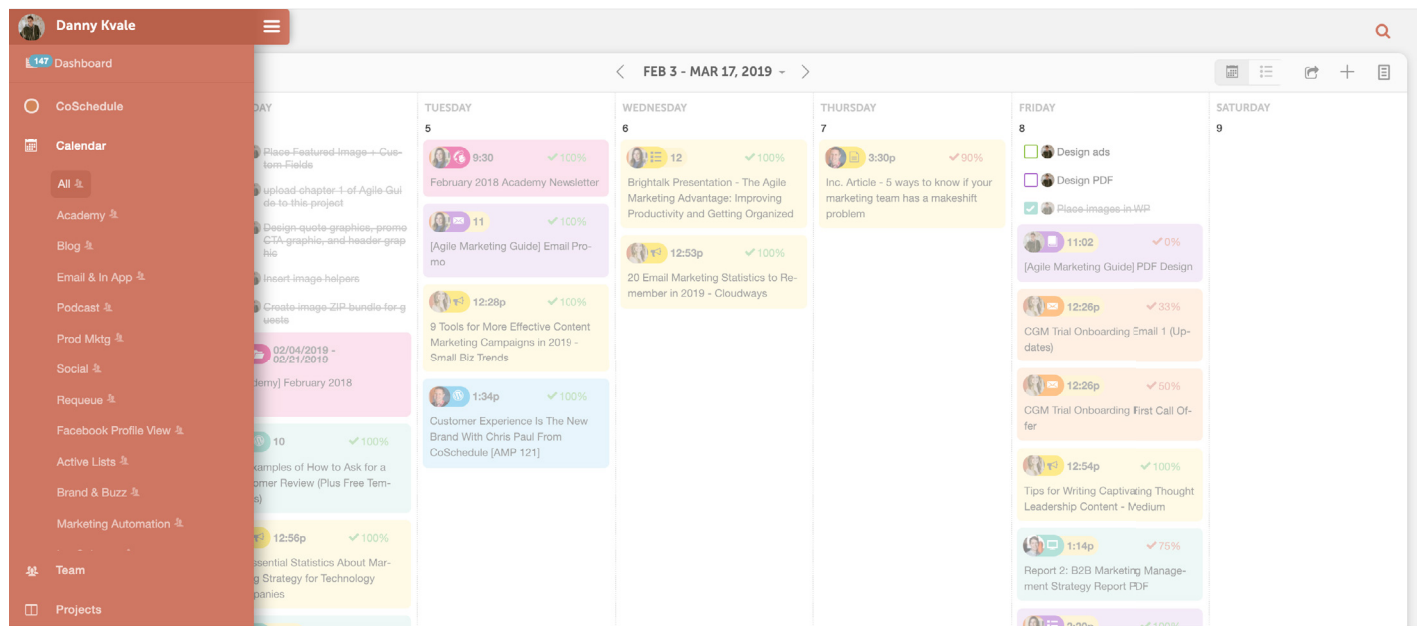 Danny Kvale
147 Dashboard
CoSchedule
Calendar
All
Academy
Blog
Email & In App
Podcast
Prod Mktg
Social
Requeue
Facebook Profile View
Active Lists
Brand & Buzz
Marketing Automation
Team
Projects
FEB 3 - MAR 17, 2019
DAY
Place Featured Image + Cus-
tom Fields
upload chapter 1 of Agile Gui
de to this project
Design quote graphics, promo
CTA graphic, and header grap
hic
Insert image helpers
Create image ZIP bundle for g
uests
02/04/2019 -
02/21/2019
demy] February 2018
10 100%
xamples of How to Ask for a
omer Review (Plus Free Tem-
s)
12:56p 100%
ssential Statistics About Mar-
g Strategy for Technology
panies
TUESDAY
5
9:30 100%
February 2018 Academy Newsletter
11 100%
[Agile Marketing Guide] Email Pro-
mo
12:28p 100%
9 Tools for More Effective Content
Marketing Campaigns in 2019 -
Small Biz Trends
1:34p 100%
Customer Experience Is The New
Brand With Chris Paul From
CoSchedule [AMP 121]
WEDNESDAY
6
12 100%
Brightalk Presentation - The Agile
Marketing Advantage: Improving
Productivity and Getting Organized
12:53p 100%
20 Email Marketing Statistics to Re-
member in 2019 - Cloudways
THURSDAY
7
3:30p 90%
Inc. Article - 5 ways to know if your
marketing team has a makeshift
problem
FRIDAY
8
Design ads
Design PDF
Place images in WP
11:02 0%
[Agile Marketing Guide] PDF Design
12:26p 33%
CGM Trial Onboarding Email 1 (Up-
dates)
12:26p 50%
CGM Trial Onboarding First Call Of-
fer
12:54p 100%
Tips for Writing Captivating Thought
Leadership Content - Medium
1:14p 75%
Report 2: B2B Marketing Manage-
ment Strategy Report PDF
SATURDAY
9